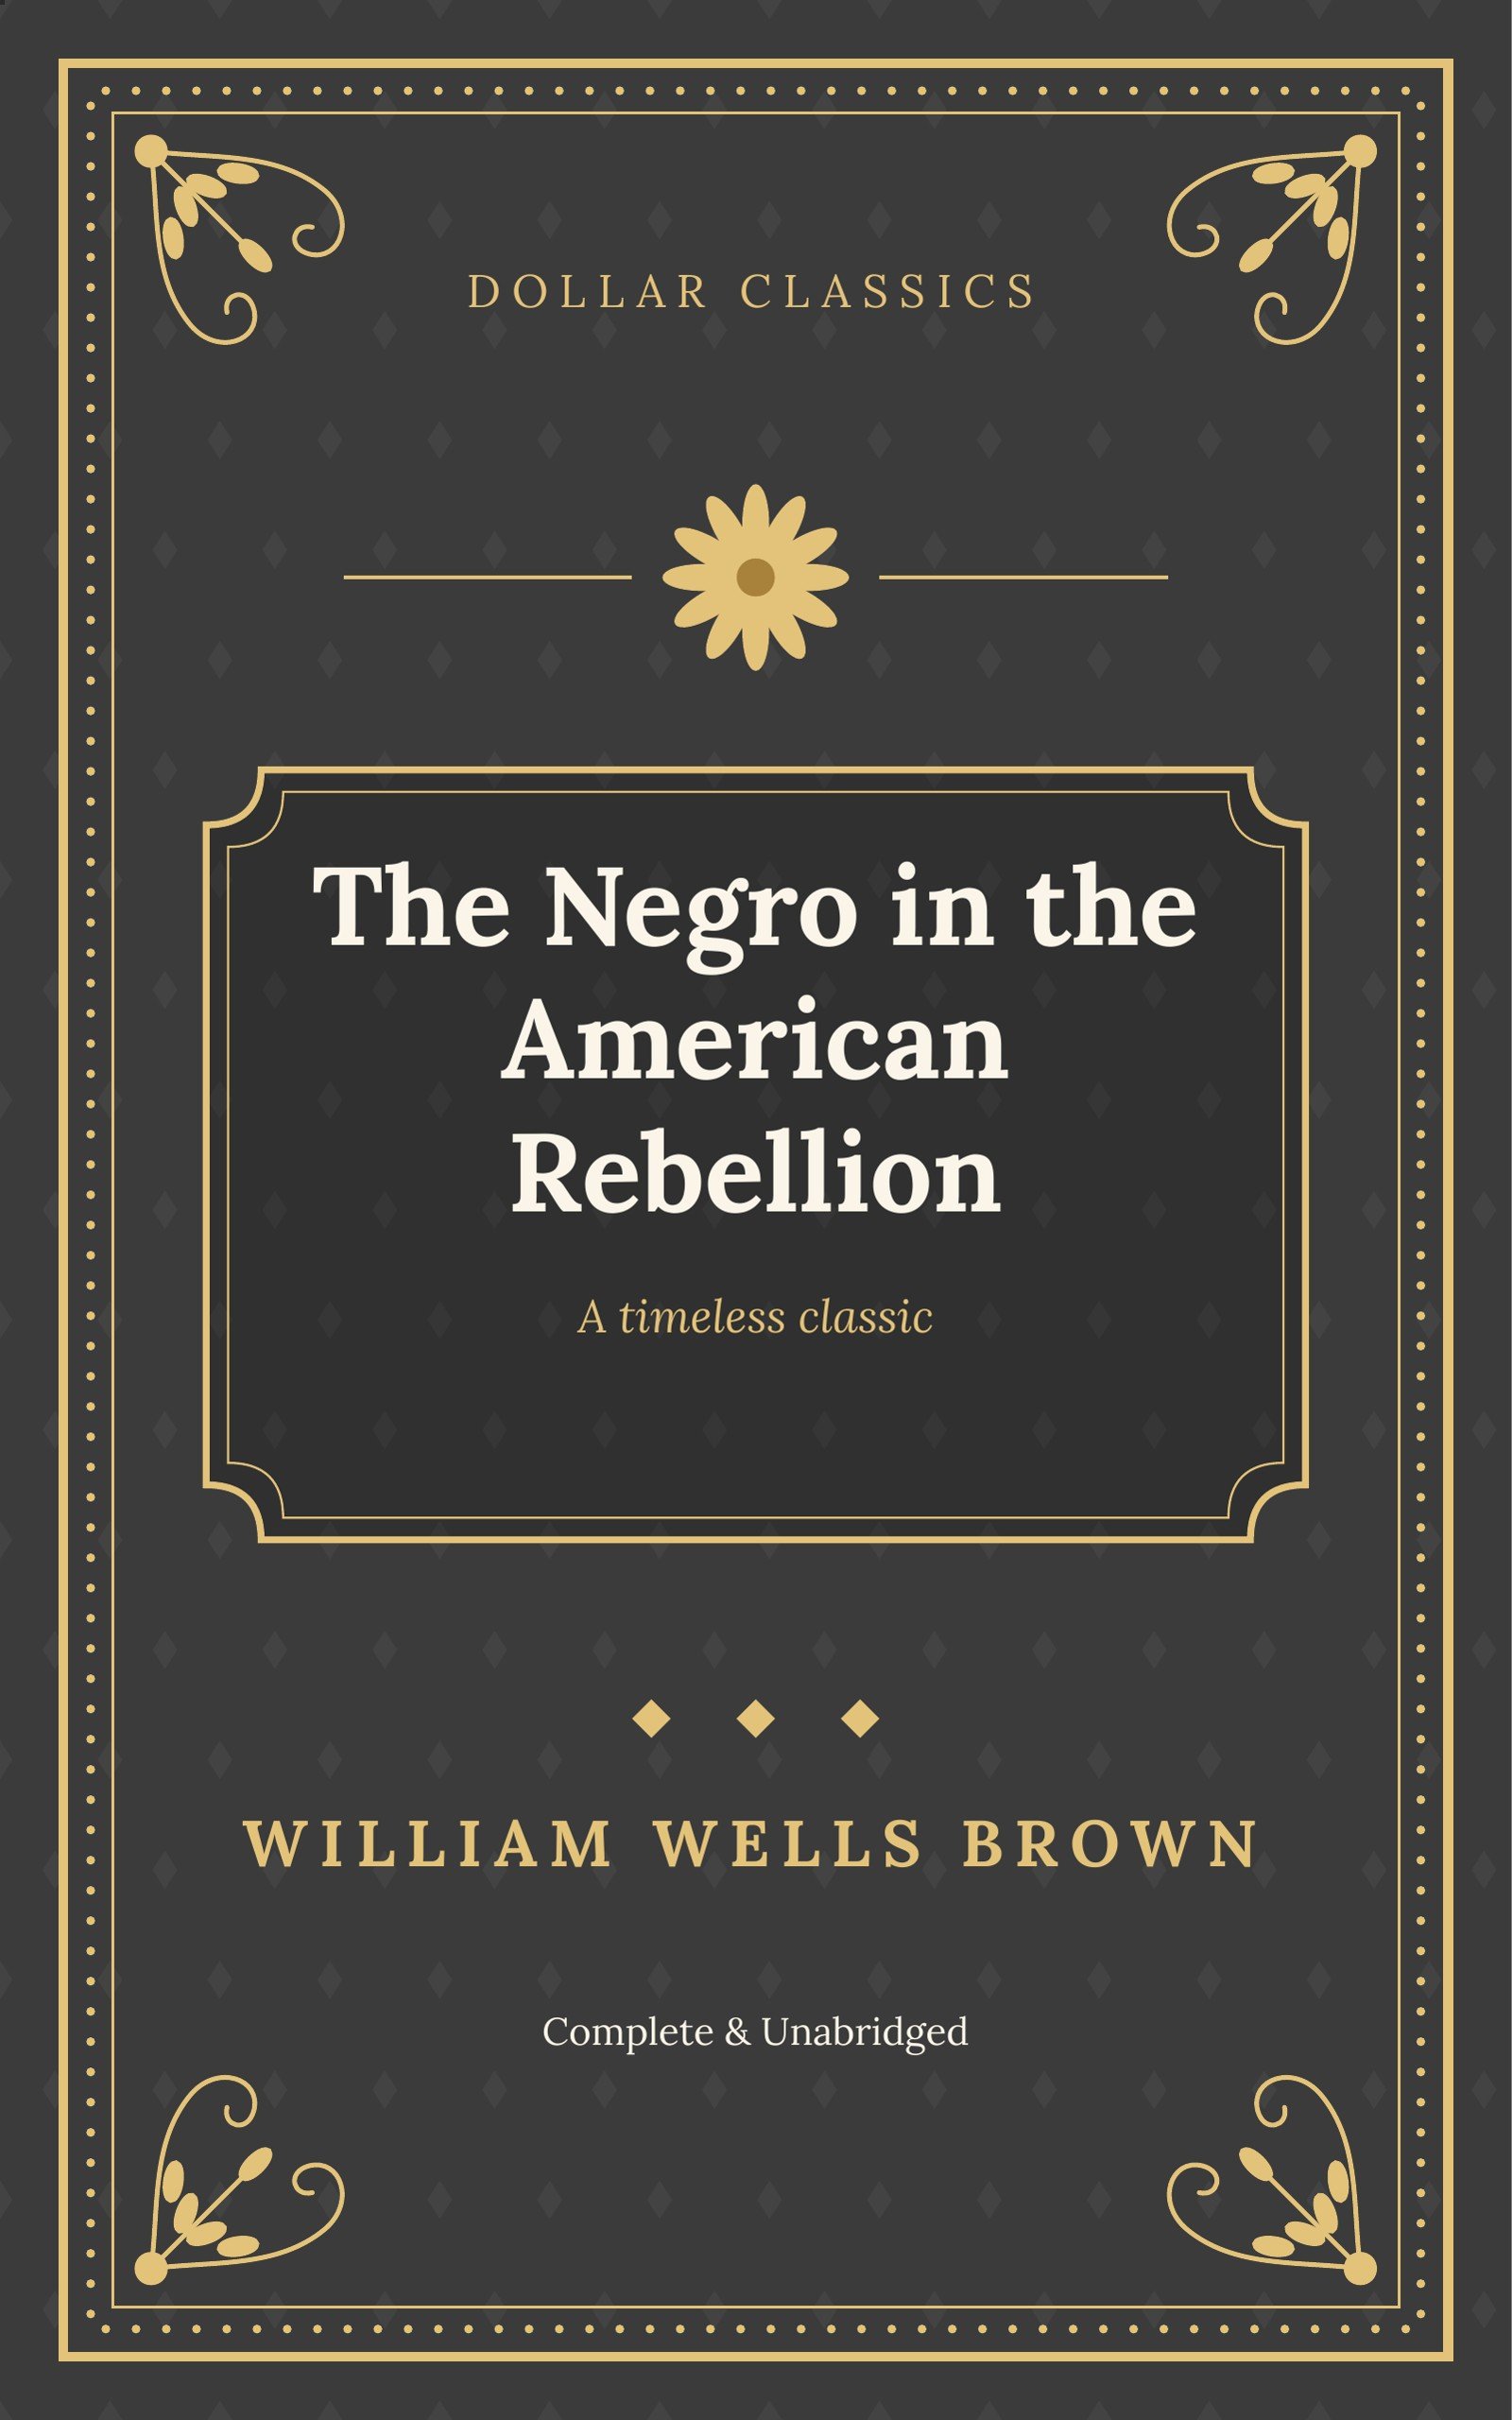 DOLLAR CLASSICS
The Negro in the
American
Rebellion
A timeless classic
WILLIAM WELLS BROWN
Complete & Unabridged